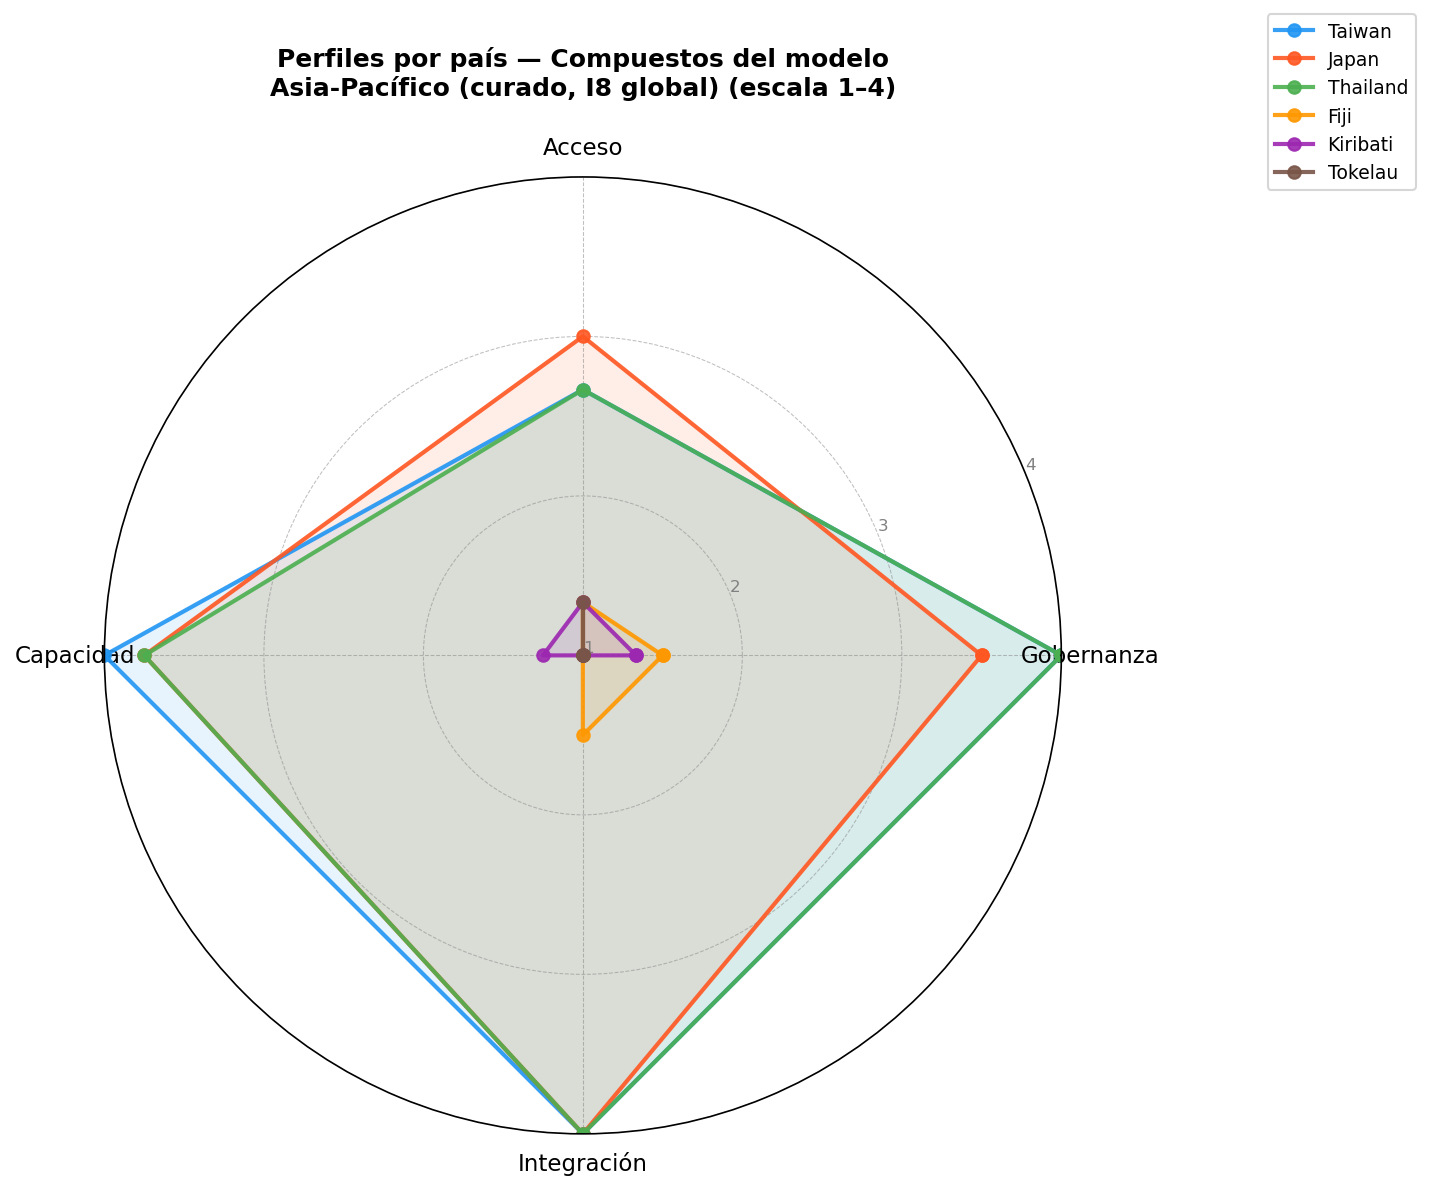 Perfiles por país — Compuestos del modelo
Asia-Pacífico (curado, I8 global) (escala 1–4)
Taiwan
Japan
Thailand
Fiji
Kiribati
Tokelau
Acceso
4
3
2
1
Capacidad
Gobernanza
Integración